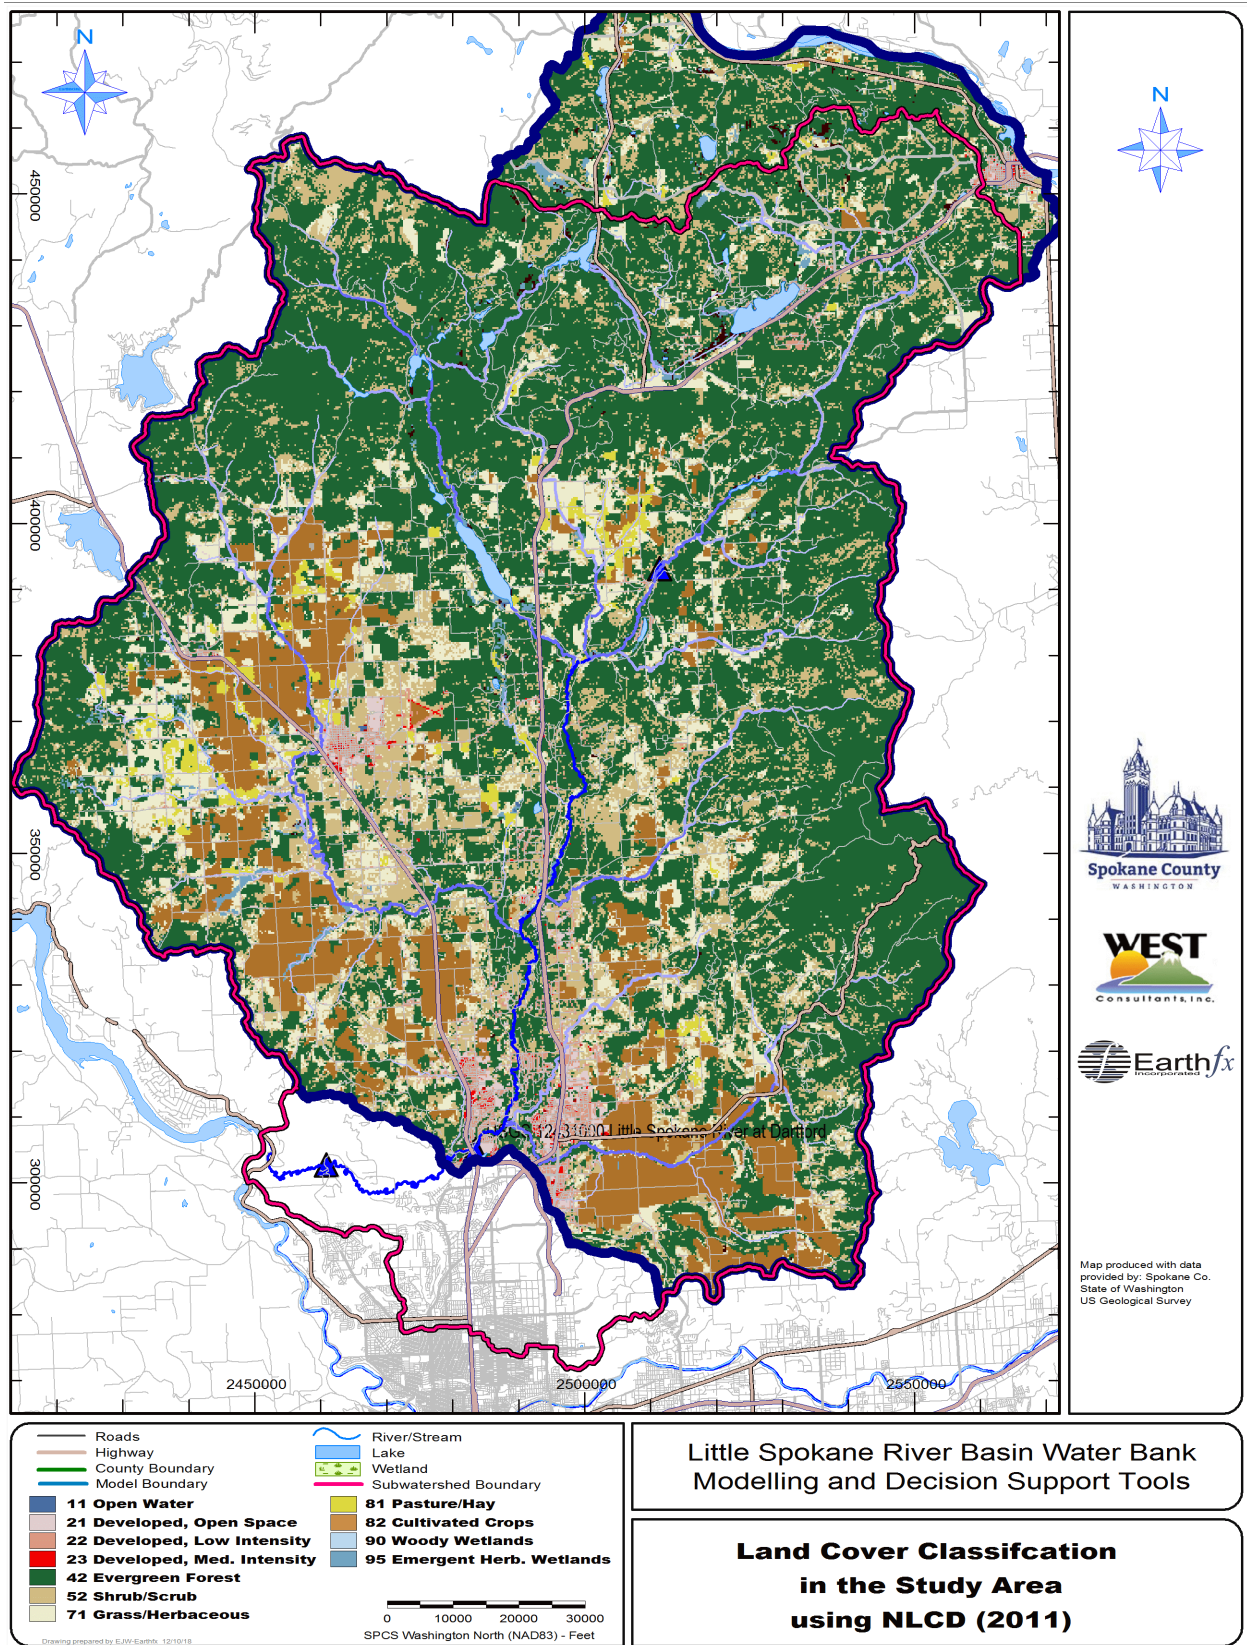 N
N
450000
400000
350000
300000
Little Spokane River at Dartford
2450000
2500000
2550000
Spokane County
WASHINGTON
WEST
Consultants, Inc.
Earthfx
Incorporated
Map produced with data
provided by: Spokane Co.
State of Washington
US Geological Survey
Roads
Highway
County Boundary
Model Boundary
River/Stream
Lake
Wetland
Subwatershed Boundary
11 Open Water
21 Developed, Open Space
22 Developed, Low Intensity
23 Developed, Med. Intensity
42 Evergreen Forest
52 Shrub/Scrub
71 Grass/Herbaceous
81 Pasture/Hay
82 Cultivated Crops
90 Woody Wetlands
95 Emergent Herb. Wetlands
0 10000 20000 30000
SPCS Washington North (NAD83) - Feet
Drawing prepared by EJW-Earthfx 12/10/18
Little Spokane River Basin Water Bank
Modelling and Decision Support Tools
Land Cover Classifcation
in the Study Area
using NLCD (2011)